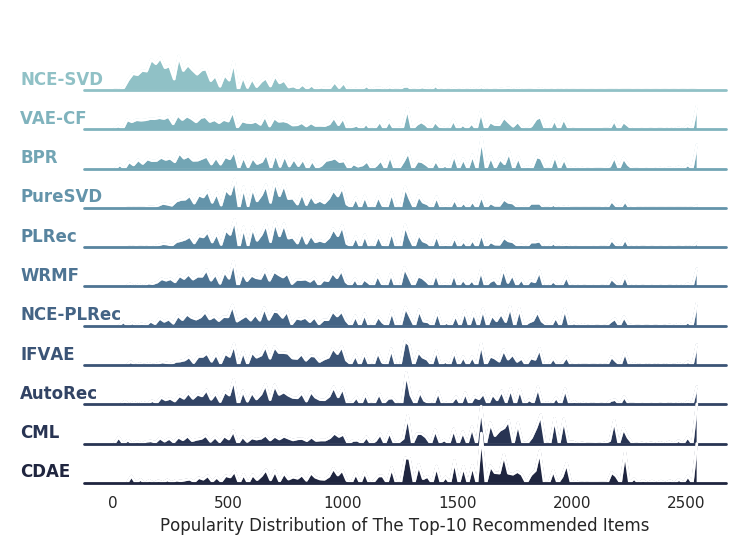 NCE-SVD
VAE-CF
BPR
PureSVD
PLRec
WRMF
NCE-PLRec
IFVAE
AutoRec
CML
CDAE
0 500 1000 1500 2000 2500
Popularity Distribution of The Top-10 Recommended Items